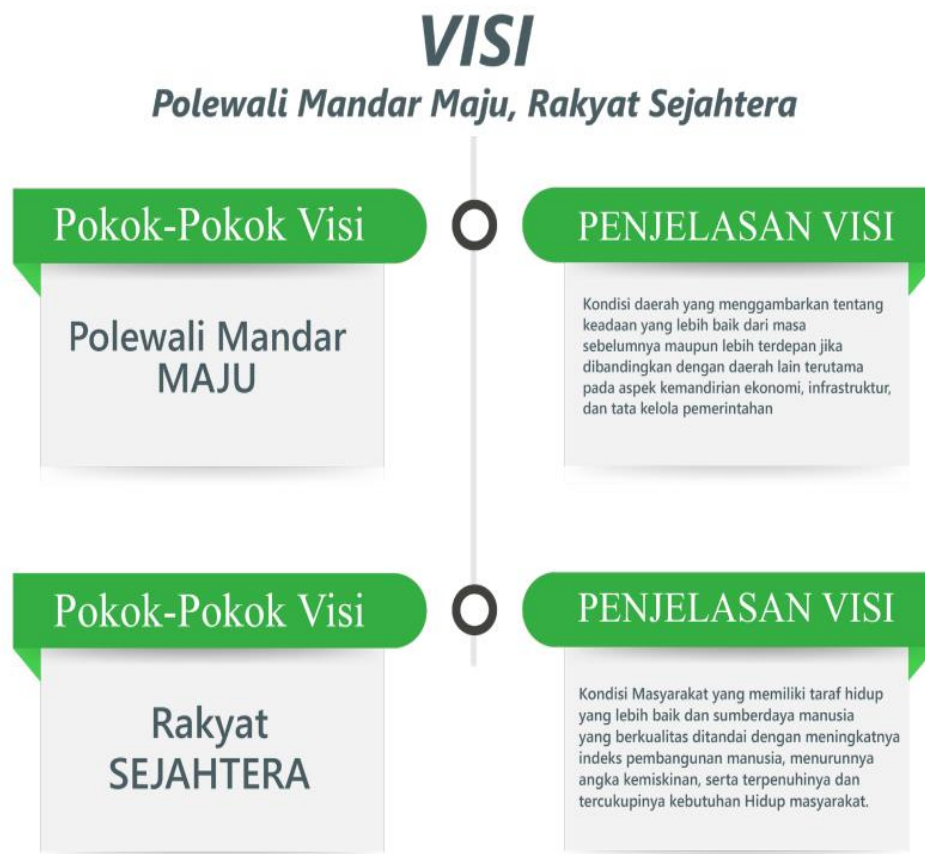 VISI
Polewali Mandar Maju, Rakyat Sejahtera
Pokok-Pokok Visi
PENJELASAN VISI
Polewali Mandar
MAJU
Kondisi daerah yang menggambarkan tentang
keadaan yang lebih baik dari masa
sebelumnya maupun lebih terdepan jika
dibandingkan dengan daerah lain terutama
pada aspek kemandirian ekonomi, infrastruktur,
dan tata kelola pemerintahan
Pokok-Pokok Visi
PENJELASAN VISI
Rakyat
SEJAHTERA
Kondisi Masyarakat yang memiliki taraf hidup
yang lebih baik dan sumberdaya manusia
yang berkualitas ditandai dengan meningkatnya
indeks pembangunan manusia, menurunnya
angka kemiskinan, serta terpenuhinya dan
tercukupinya kebutuhan Hidup masyarakat.